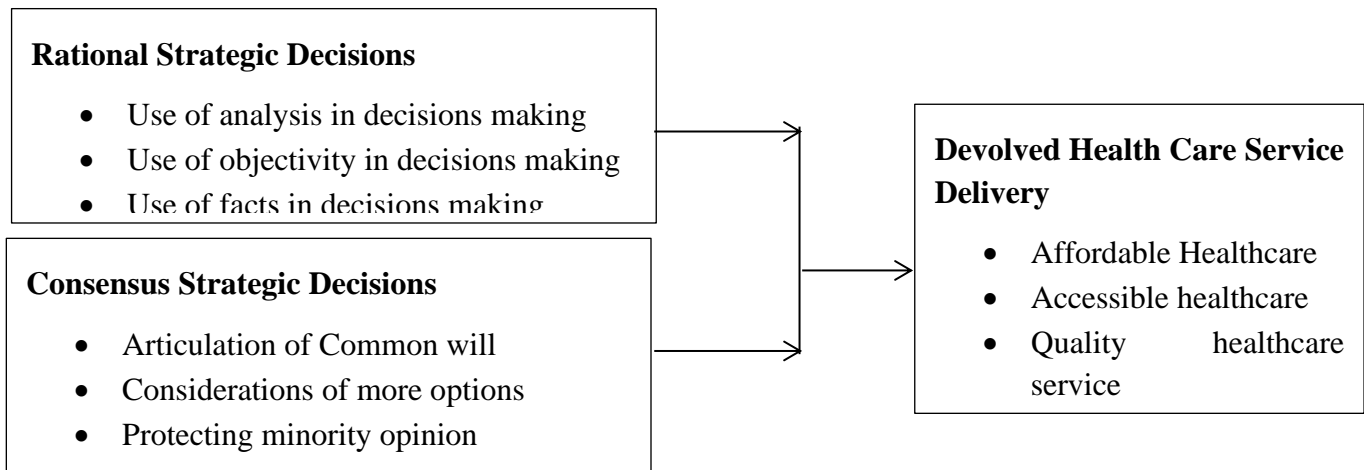 Rational Strategic Decisions
• Use of analysis in decisions making
• Use of objectivity in decisions making
• Use of facts in decisions making
Consensus Strategic Decisions
• Articulation of Common will
• Considerations of more options
• Protecting minority opinion
Devolved Health Care Service
Delivery
• Affordable Healthcare
• Accessible healthcare
• Quality healthcare
service